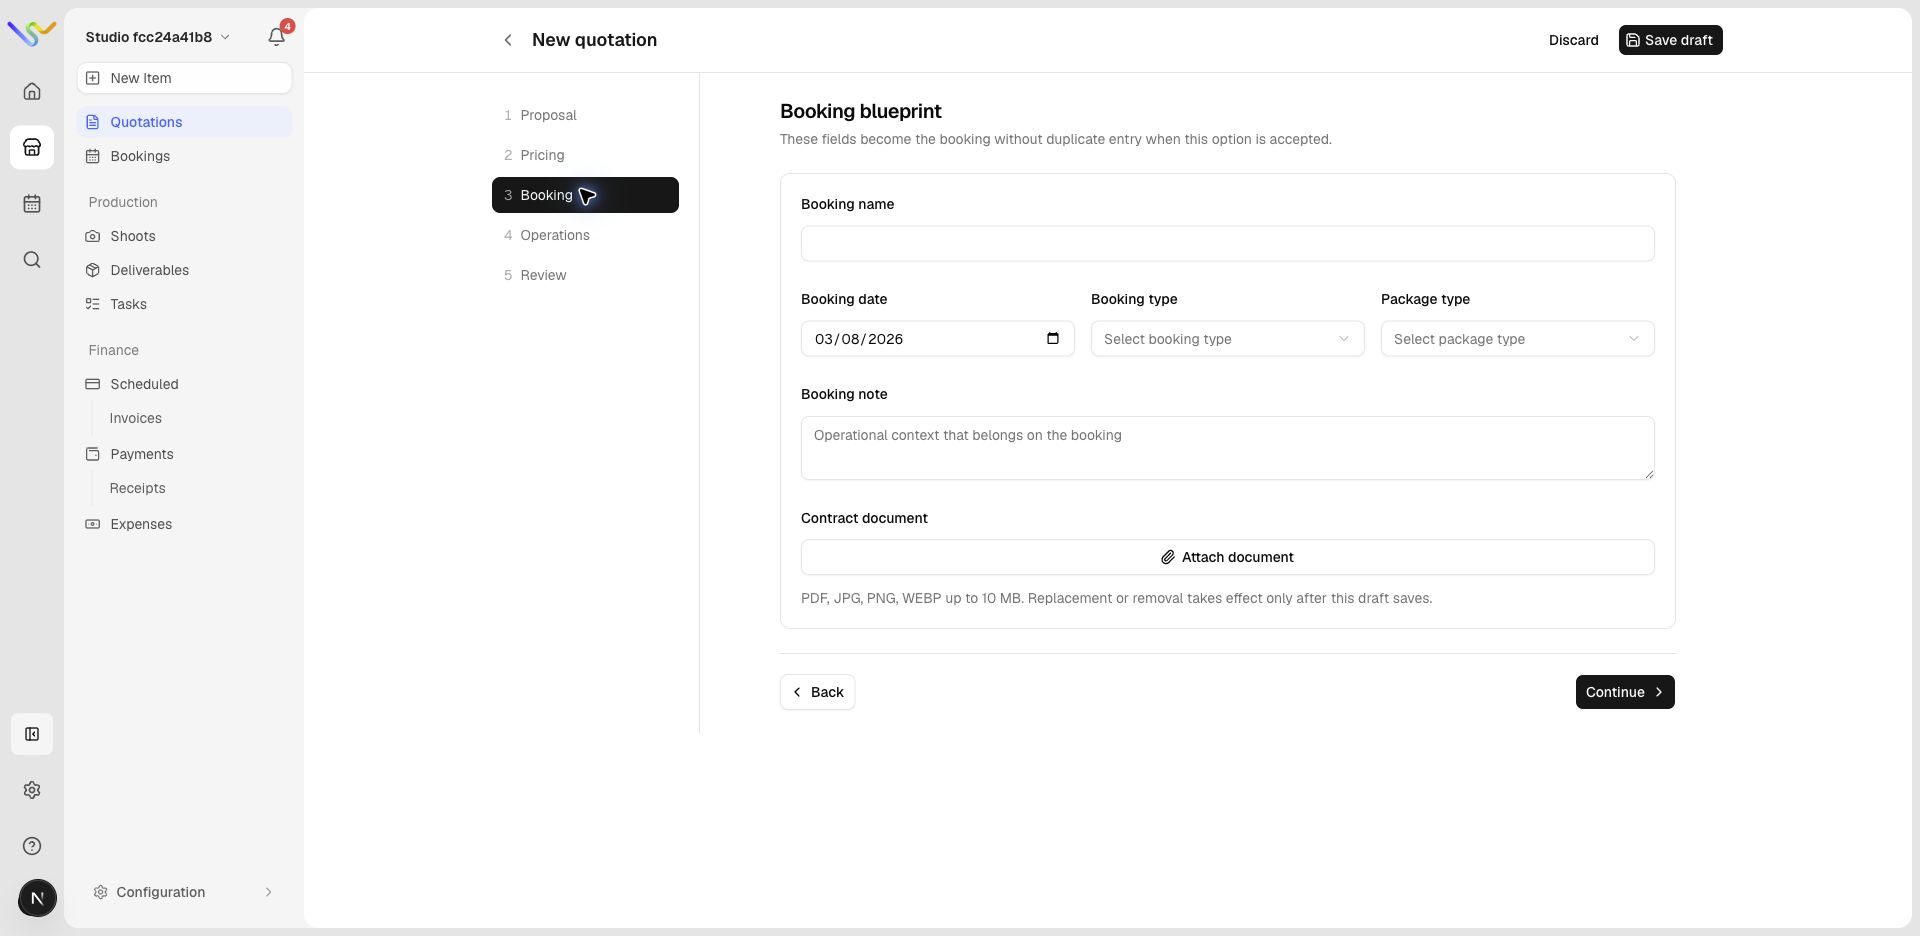 Studio fcc24a41b8
4
New Item
Quotations
Bookings
Production
Shoots
Deliverables
Tasks
Finance
Scheduled
Invoices
Payments
Receipts
Expenses
Configuration
N
New quotation
Discard
Save draft
1 Proposal
2 Pricing
3 Booking
4 Operations
5 Review
Booking blueprint
These fields become the booking without duplicate entry when this option is accepted.
Booking name
Booking date
Booking type
Package type
03/08/2026
Select booking type
Select package type
Booking note
Operational context that belongs on the booking
Contract document
Attach document
PDF, JPG, PNG, WEBP up to 10 MB. Replacement or removal takes effect only after this draft saves.
Back
Continue